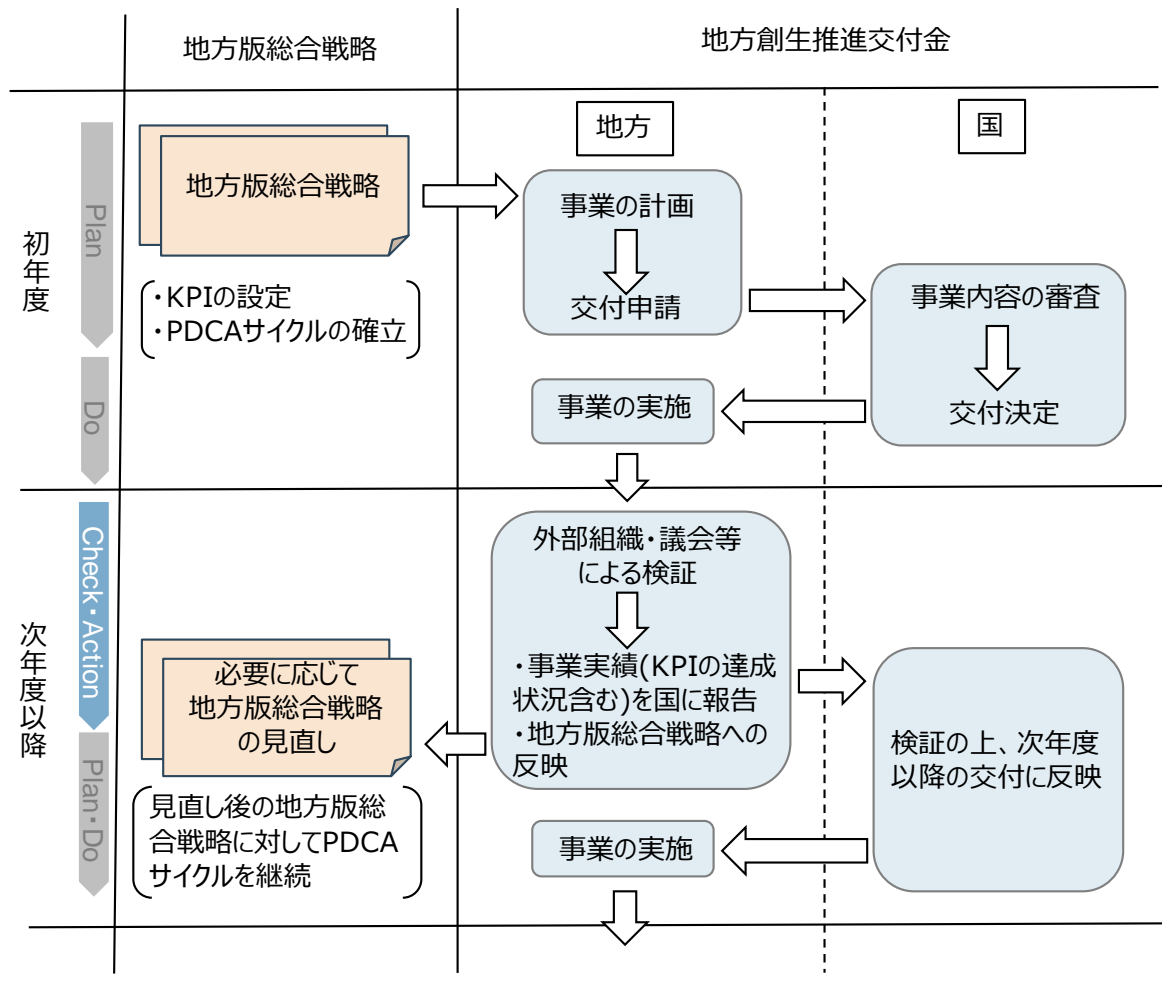 地方版総合戦略
地方創生推進交付金
地方
国
初年度
Plan
Do
地方版総合戦略
・KPIの設定
・PDCAサイクルの確立
事業の計画
交付申請
事業内容の審査
交付決定
事業の実施
次年度以降
Check・Action
Plan・Do
外部組織・議会等
による検証
・事業実績(KPIの達成
状況含む)を国に報告
・地方版総合戦略への
反映
必要に応じて
地方版総合戦略
の見直し
見直し後の地方版総
合戦略に対してPDCA
サイクルを継続
検証の上、次年度
以降の交付に反映
事業の実施